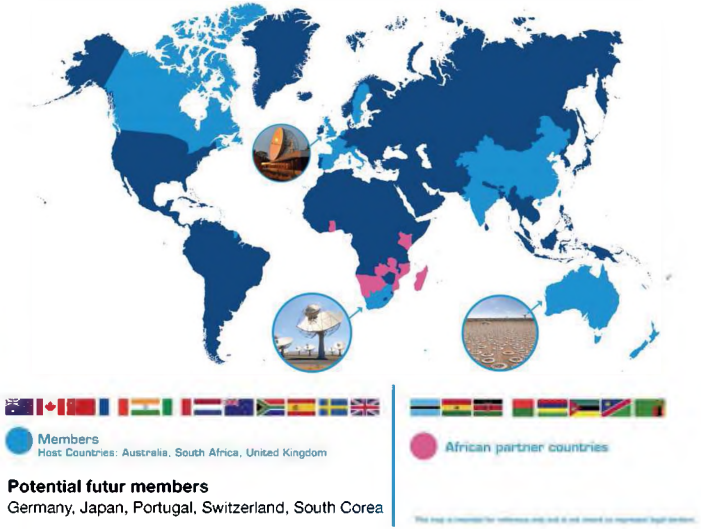 Members
Host Countries: Australia, South Africa, United Kingdom
African partner countries
Potential futur members
Germany, Japan, Portugal, Switzerland, South Corea